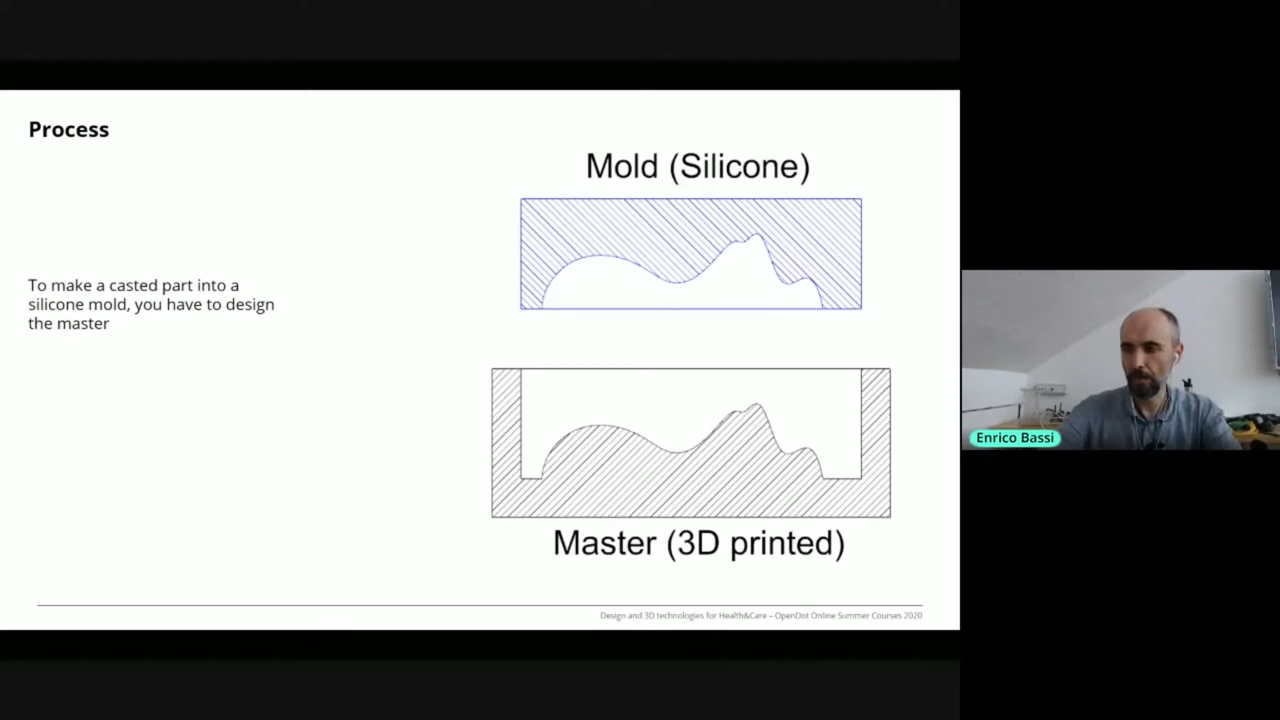 Process
Mold (Silicone)
To make a casted part into a
silicone mold, you have to design
the master
Master (3D printed)
Design and 3D technologies for Health&Care – OpenDot Online Summer Courses 2020
Enrico Bassi